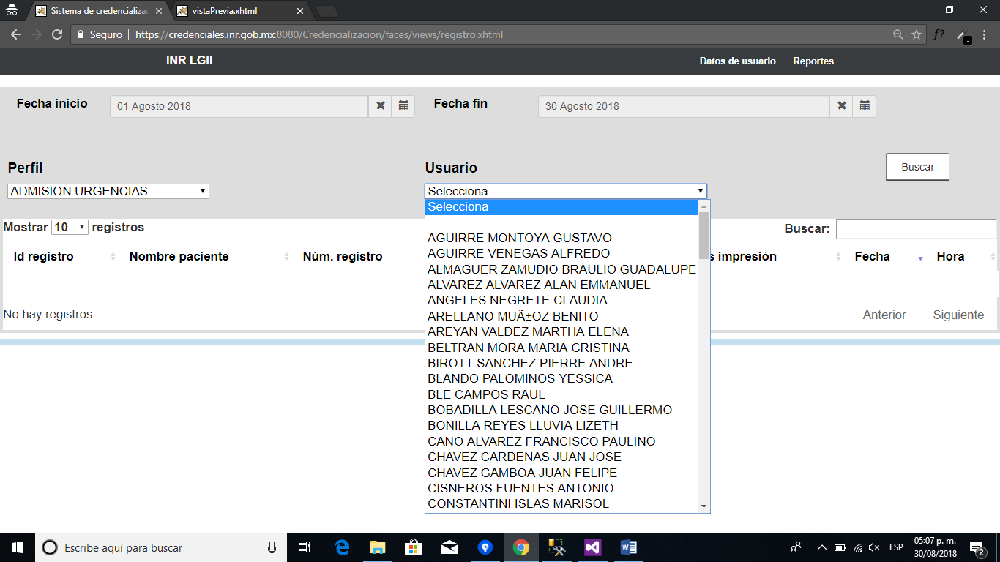 Sistema de credencializac
vistaPrevia.xhtml
Seguro
https://credenciales.inr.gob.mx:8080/Credencializacion/faces/views/registro.xhtml
f?
INR LGII
Datos de usuario
Reportes
Fecha inicio
01 Agosto 2018
Fecha fin
30 Agosto 2018
Perfil
Usuario
Buscar
ADMISION URGENCIAS
Selecciona
Selecciona
Mostrar 10 registros
Buscar:
Id registro
Nombre paciente
Núm. registro
s impresión
Fecha
Hora
No hay registros
Anterior
Siguiente
AGUIRRE MONTOYA GUSTAVO
AGUIRRE VENEGAS ALFREDO
ALMAGUER ZAMUDIO BRAULIO GUADALUPE
ALVAREZ ALVAREZ ALAN EMMANUEL
ANGELES NEGRETE CLAUDIA
ARELLANO MUÃ±OZ BENITO
AREYAN VALDEZ MARTHA ELENA
BELTRAN MORA MARIA CRISTINA
BIROTT SANCHEZ PIERRE ANDRE
BLANDO PALOMINOS YESSICA
BLE CAMPOS RAUL
BOBADILLA LESCANO JOSE GUILLERMO
BONILLA REYES LLUVIA LIZETH
CANO ALVAREZ FRANCISCO PAULINO
CHAVEZ CARDENAS JUAN JOSE
CHAVEZ GAMBOA JUAN FELIPE
CISNEROS FUENTES ANTONIO
CONSTANTINI ISLAS MARISOL
Escribe aquí para buscar
ESP
05:07 p. m.
30/08/2018
2